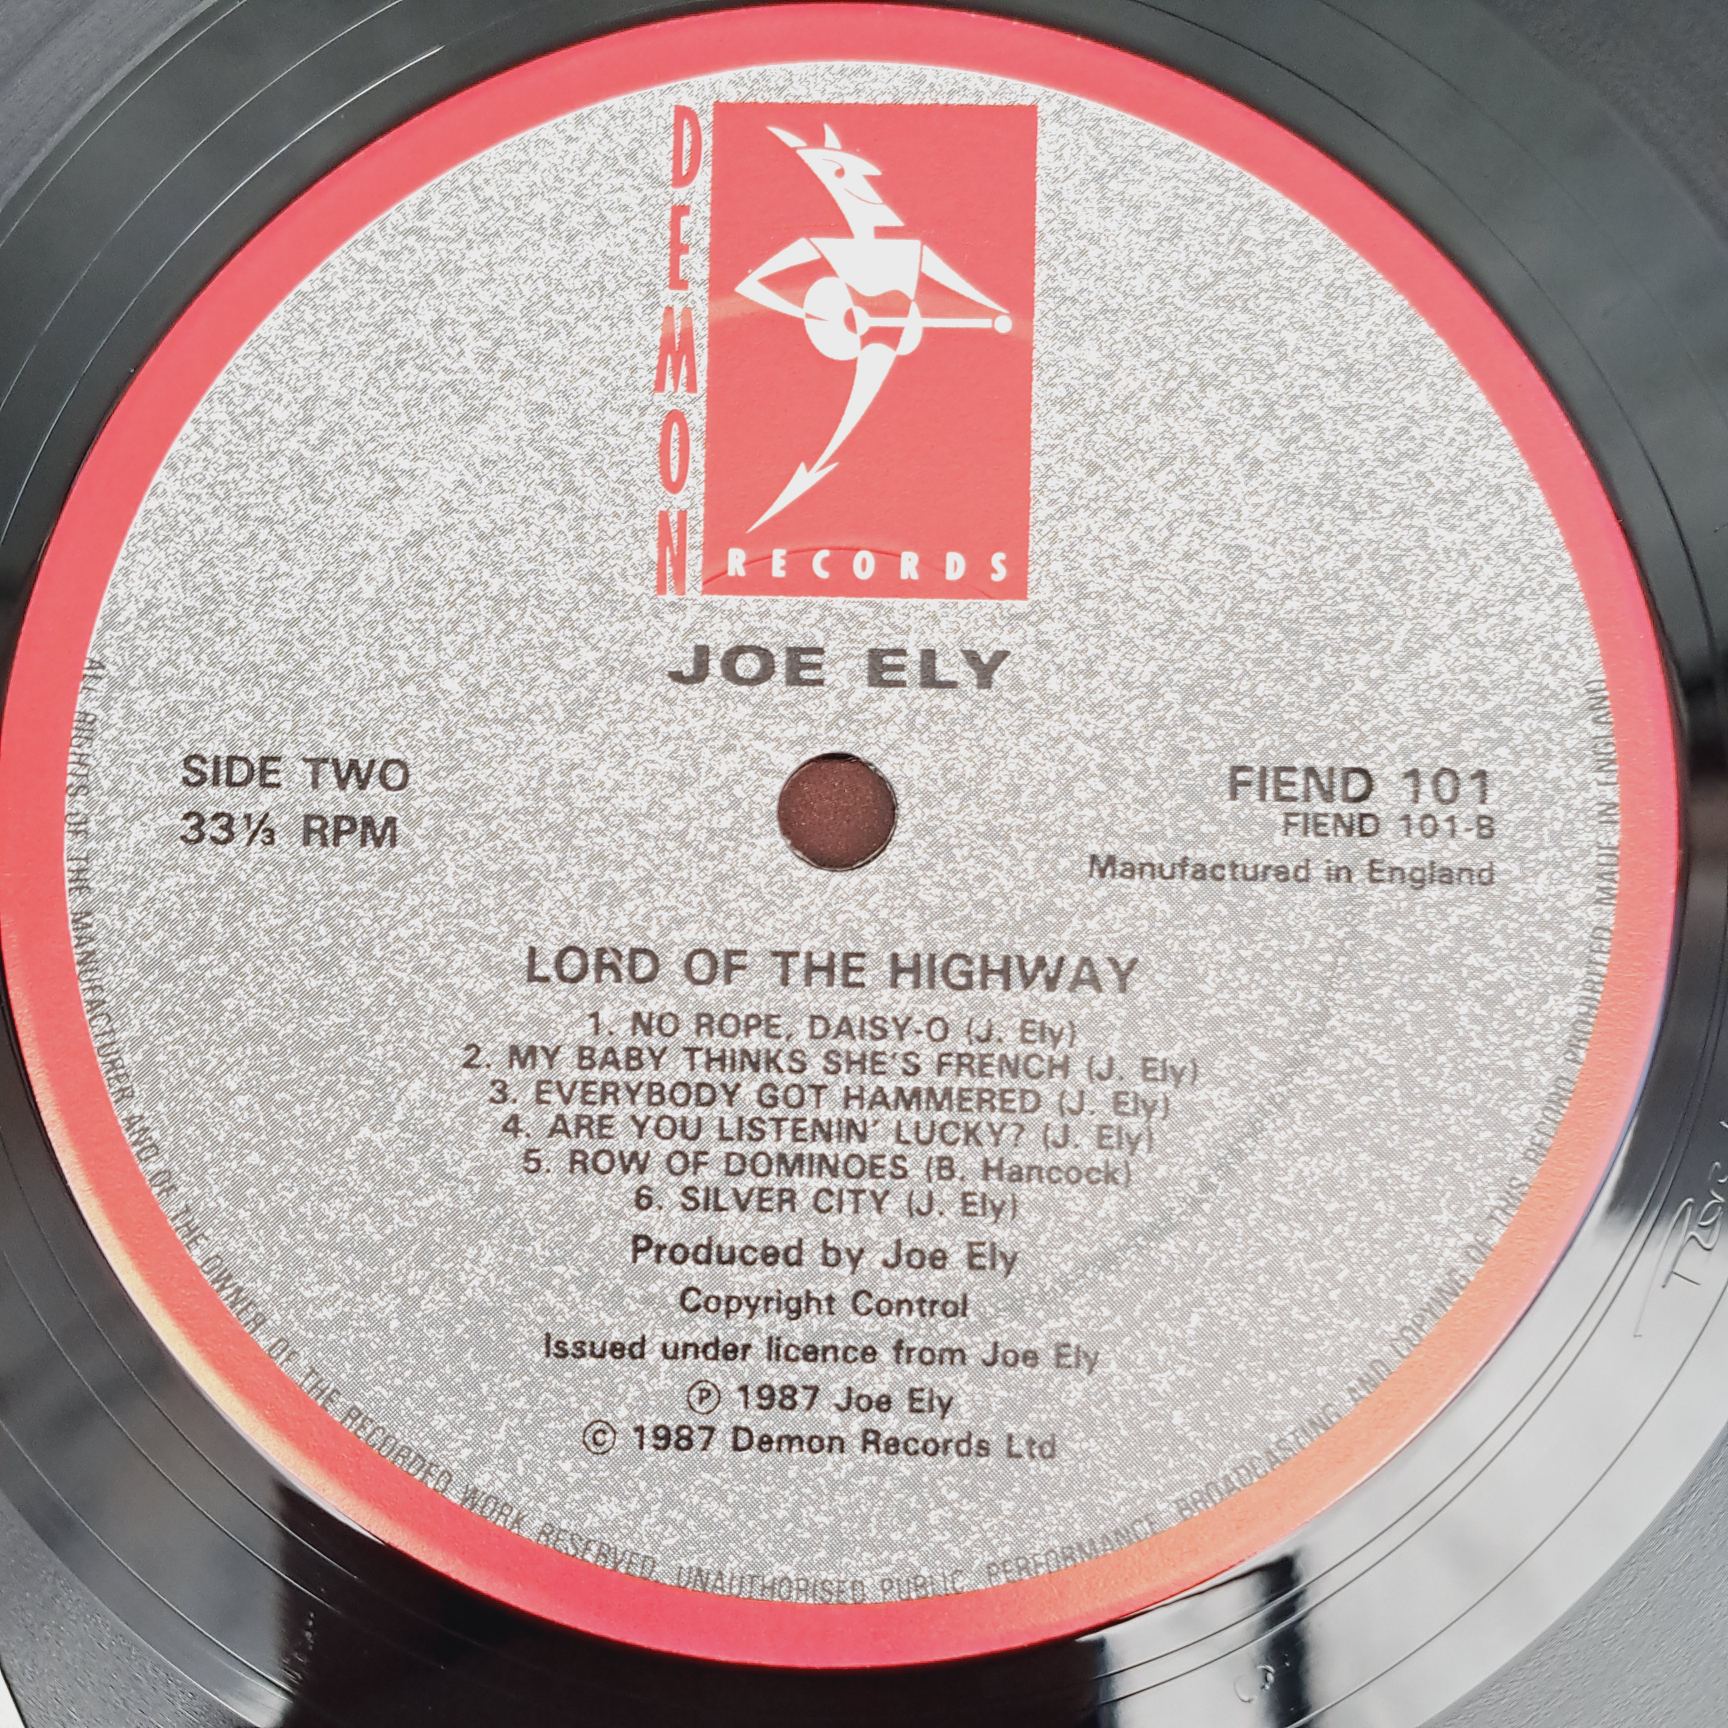 DEMON
RECORDS
JOE ELY
SIDE TWO
33⅓ RPM
FIEND 101
FIEND 101-B
Manufactured in England
LORD OF THE HIGHWAY
1. NO ROPE, DAISY-O (J. Ely)
2. MY BABY THINKS SHE'S FRENCH (J. Ely)
3. EVERYBODY GOT HAMMERED (J. Ely)
4. ARE YOU LISTENIN' LUCKY? (J. Ely)
5. ROW OF DOMINOES (B. Hancock)
6. SILVER CITY (J. Ely)
Produced by Joe Ely
Copyright Control
Issued under licence from Joe Ely
Ⓟ 1987 Joe Ely
© 1987 Demon Records Ltd
ALL RIGHTS OF THE MANUFACTURER AND OF THE OWNER OF THE RECORDED WORK RESERVED UNAUTHORISED PUBLIC PERFORMANCE BROADCASTING AND COPYING OF THIS RECORD PROHIBITED MADE IN ENGLAND